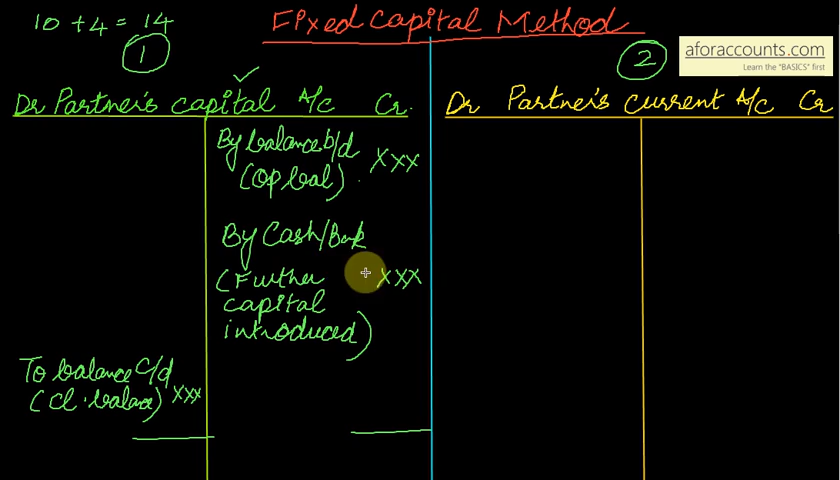 10 + 4 = 14
Fixed Capital Method
1
2
aforaccounts.com
Learn the "BASICS" first
Dr Partner's capital A/c Cr.
Dr Partner's current A/c Cr
By balance b/d
(Op bal) XXX
By Cash/Bank
(Further XXX
capital
introduced)
To balance c/d
(Cl. balance) XXX